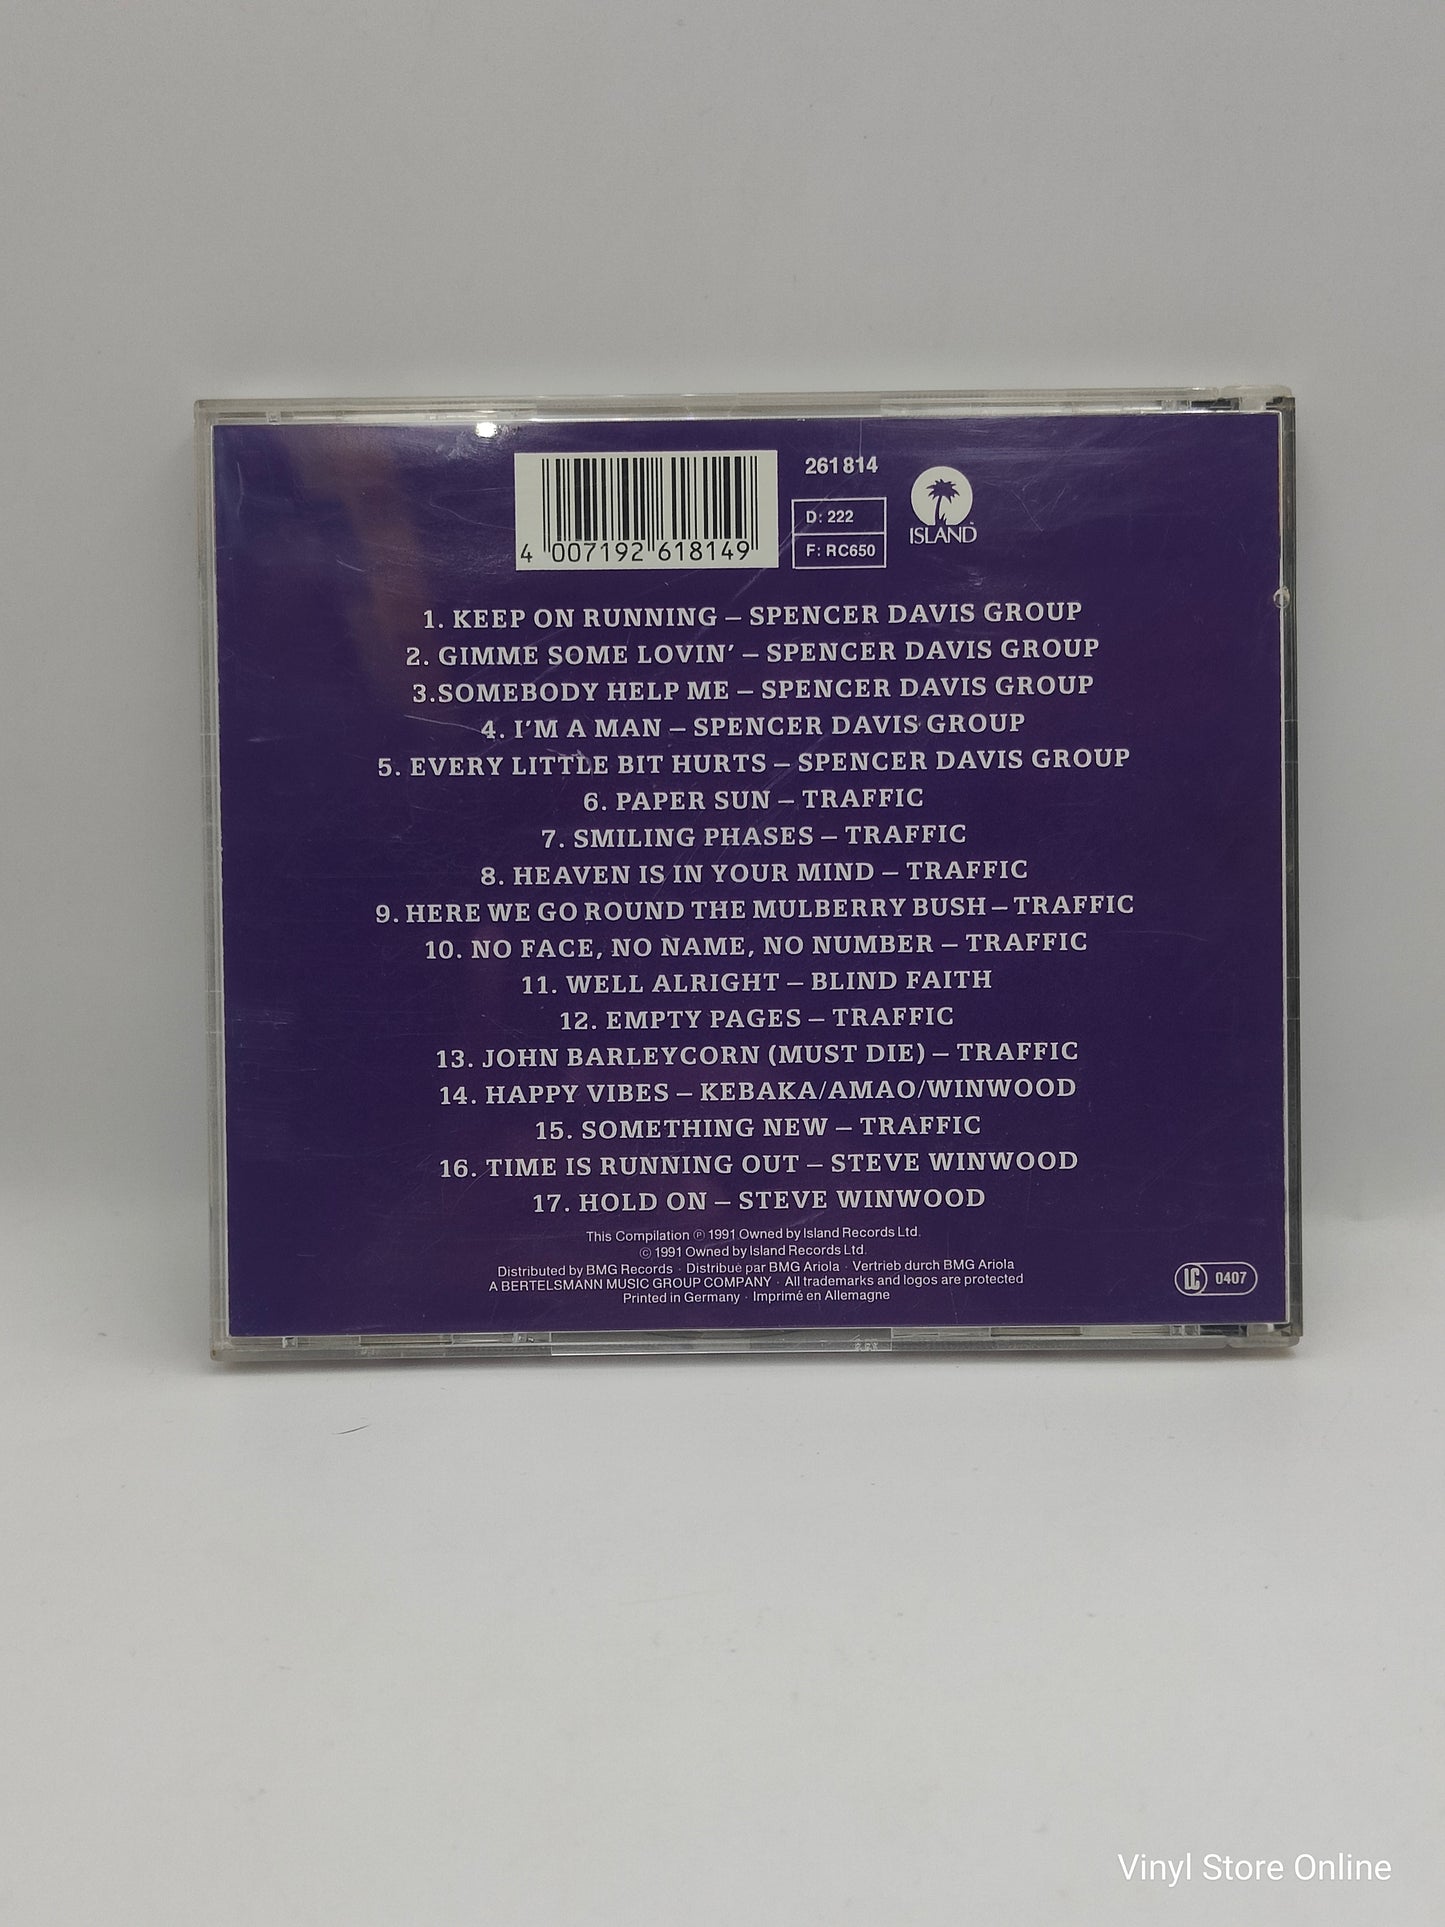 4 007192 618149
261 814
D: 222
F: RC650
ISLAND
1. KEEP ON RUNNING – SPENCER DAVIS GROUP
2. GIMME SOME LOVIN' – SPENCER DAVIS GROUP
3.SOMEBODY HELP ME – SPENCER DAVIS GROUP
4. I'M A MAN – SPENCER DAVIS GROUP
5. EVERY LITTLE BIT HURTS – SPENCER DAVIS GROUP
6. PAPER SUN – TRAFFIC
7. SMILING PHASES – TRAFFIC
8. HEAVEN IS IN YOUR MIND – TRAFFIC
9. HERE WE GO ROUND THE MULBERRY BUSH – TRAFFIC
10. NO FACE, NO NAME, NO NUMBER – TRAFFIC
11. WELL ALRIGHT – BLIND FAITH
12. EMPTY PAGES – TRAFFIC
13. JOHN BARLEYCORN (MUST DIE) – TRAFFIC
14. HAPPY VIBES – KEBAKA/AMAO/WINWOOD
15. SOMETHING NEW – TRAFFIC
16. TIME IS RUNNING OUT – STEVE WINWOOD
17. HOLD ON – STEVE WINWOOD
This Compilation ℗ 1991 Owned by Island Records Ltd.
© 1991 Owned by Island Records Ltd.
Distributed by BMG Records · Distribué par BMG Ariola · Vertrieb durch BMG Ariola
A BERTELSMANN MUSIC GROUP COMPANY · All trademarks and logos are protected
Printed in Germany · Imprimé en Allemagne
LC 0407
Vinyl Store Online